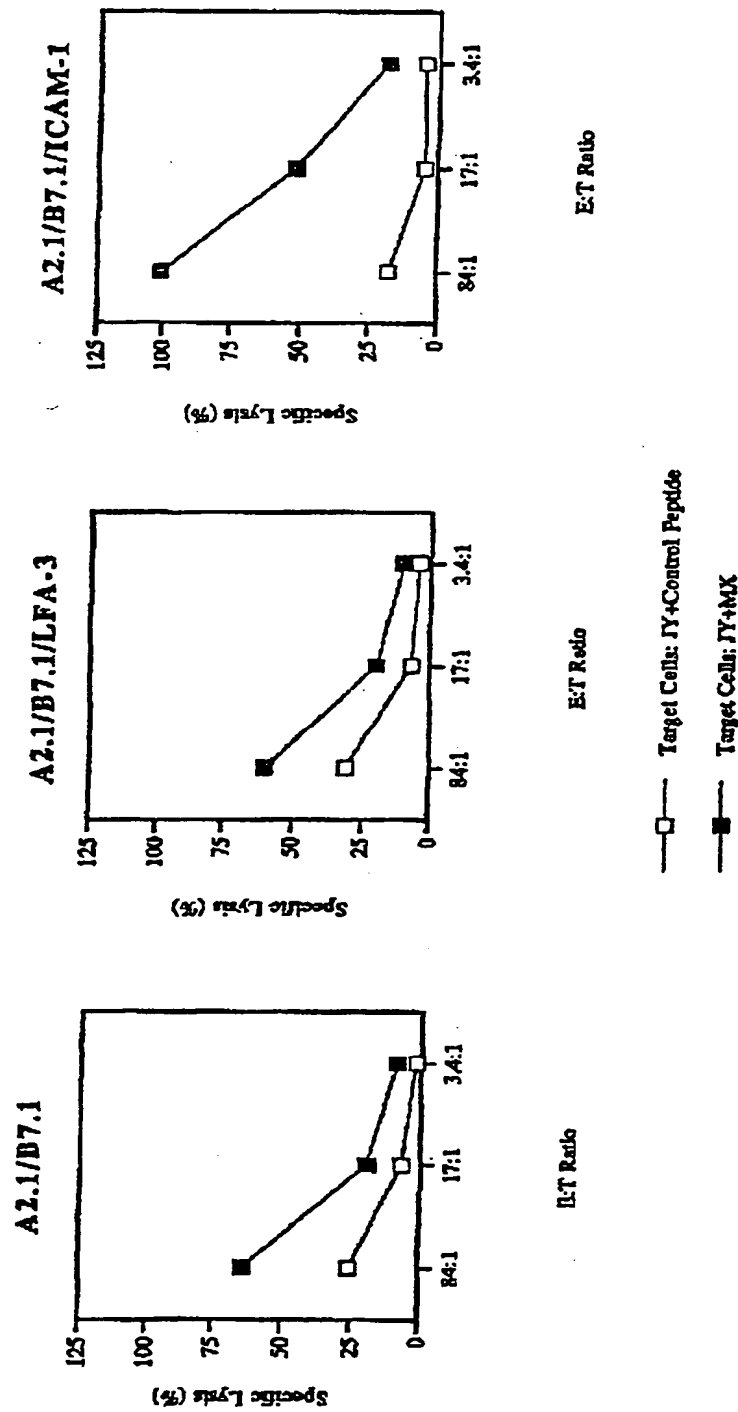 A2.1/B7.1
Specific Lysis (%)
125
100
75
50
25
0
84:1
17:1
3.4:1
E:T Ratio
A2.1/B7.1/LFA-3
Specific Lysis (%)
125
100
75
50
25
0
84:1
17:1
3.4:1
E:T Ratio
A2.1/B7.1/ICAM-1
Specific Lysis (%)
125
100
75
50
25
0
84:1
17:1
3.4:1
E:T Ratio
Target Cells: JY+Control Peptide
Target Cells: JY+MX